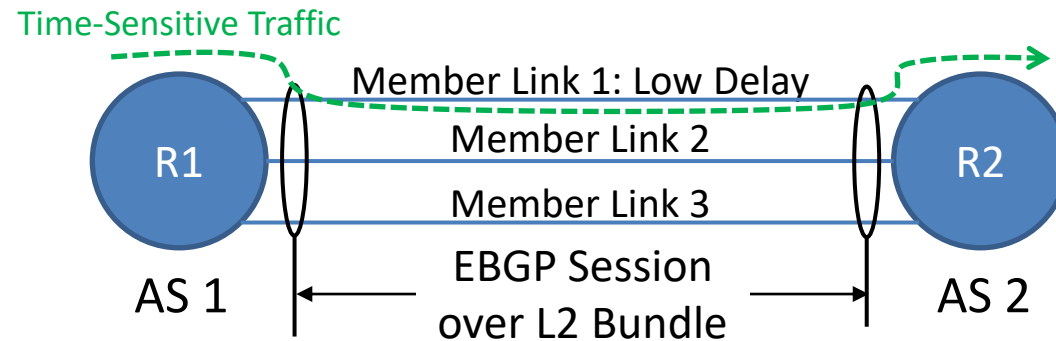 Time-Sensitive Traffic
Member Link 1: Low Delay
R1
Member Link 2
R2
Member Link 3
AS 1
EBGP Session
over L2 Bundle
AS 2